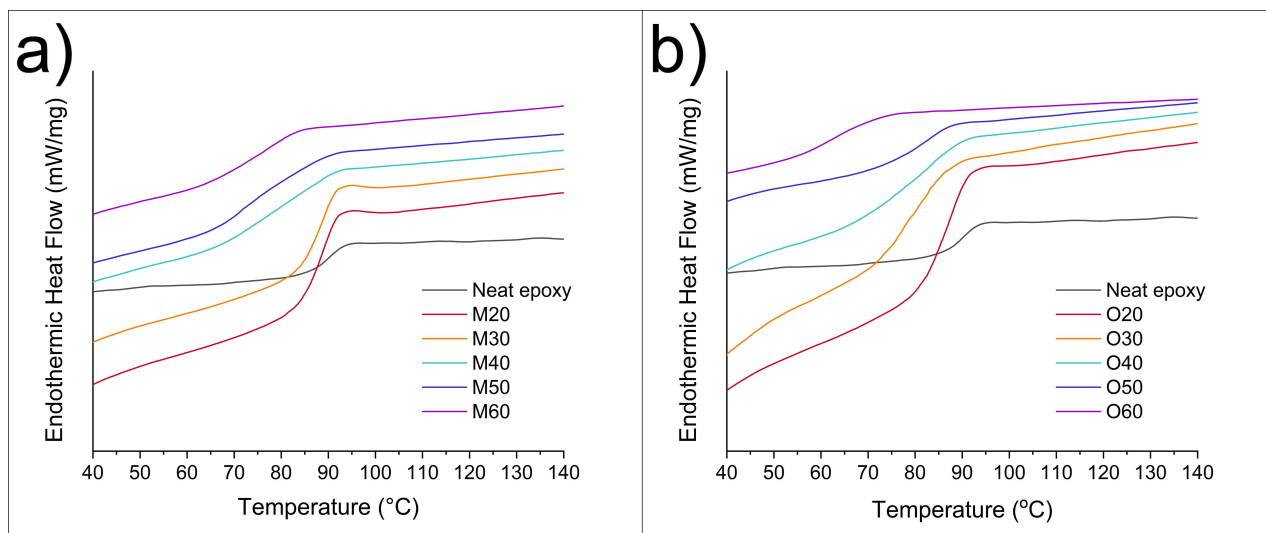 a)
Endothermic Heat Flow (mW/mg)
Neat epoxy
M20
M30
M40
M50
M60
40 50 60 70 80 90 100 110 120 130 140
Temperature (°C)
b)
Endothermic Heat Flow (mW/mg)
Neat epoxy
O20
O30
O40
O50
O60
40 50 60 70 80 90 100 110 120 130 140
Temperature (ºC)